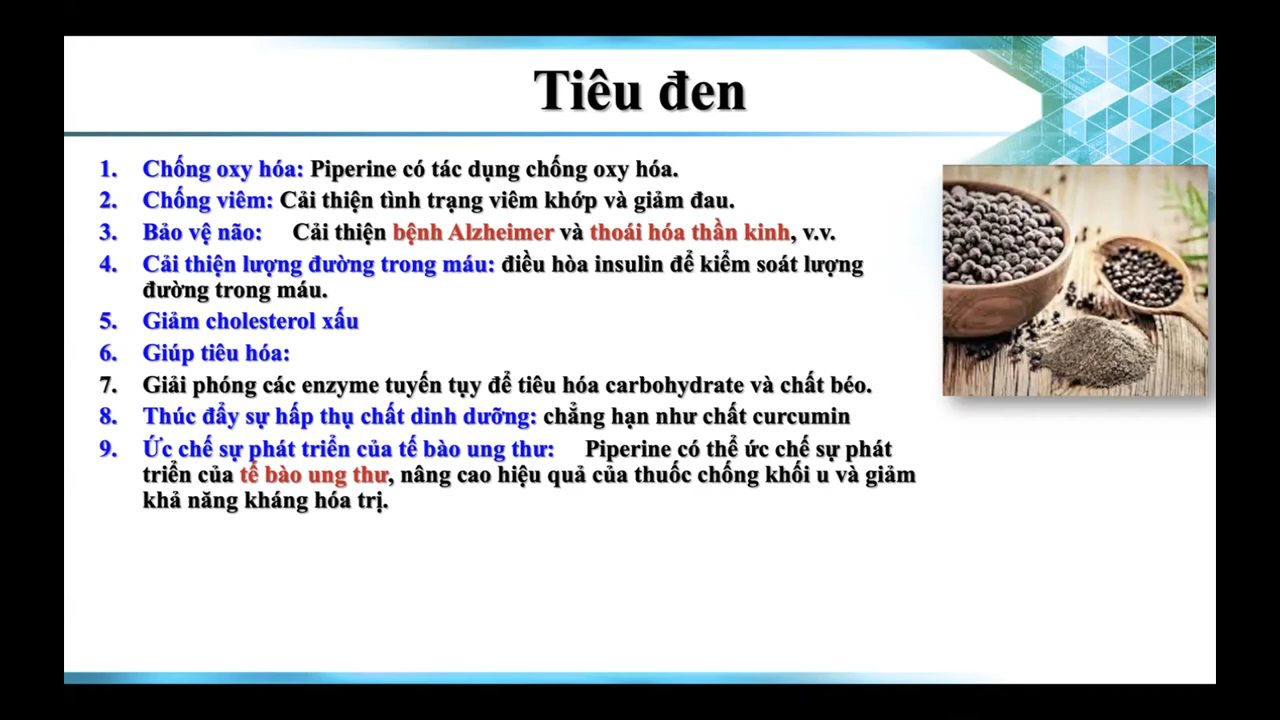 Tiêu đen
1. Chống oxy hóa: Piperine có tác dụng chống oxy hóa.
2. Chống viêm: Cải thiện tình trạng viêm khớp và giảm đau.
3. Bảo vệ não: Cải thiện bệnh Alzheimer và thoái hóa thần kinh, v.v.
4. Cải thiện lượng đường trong máu: điều hòa insulin để kiểm soát lượng
đường trong máu.
5. Giảm cholesterol xấu
6. Giúp tiêu hóa:
7. Giải phóng các enzyme tuyến tụy để tiêu hóa carbohydrate và chất béo.
8. Thúc đẩy sự hấp thụ chất dinh dưỡng: chẳng hạn như chất curcumin
9. Ức chế sự phát triển của tế bào ung thư: Piperine có thể ức chế sự phát
triển của tế bào ung thư, nâng cao hiệu quả của thuốc chống khối u và giảm
khả năng kháng hóa trị.